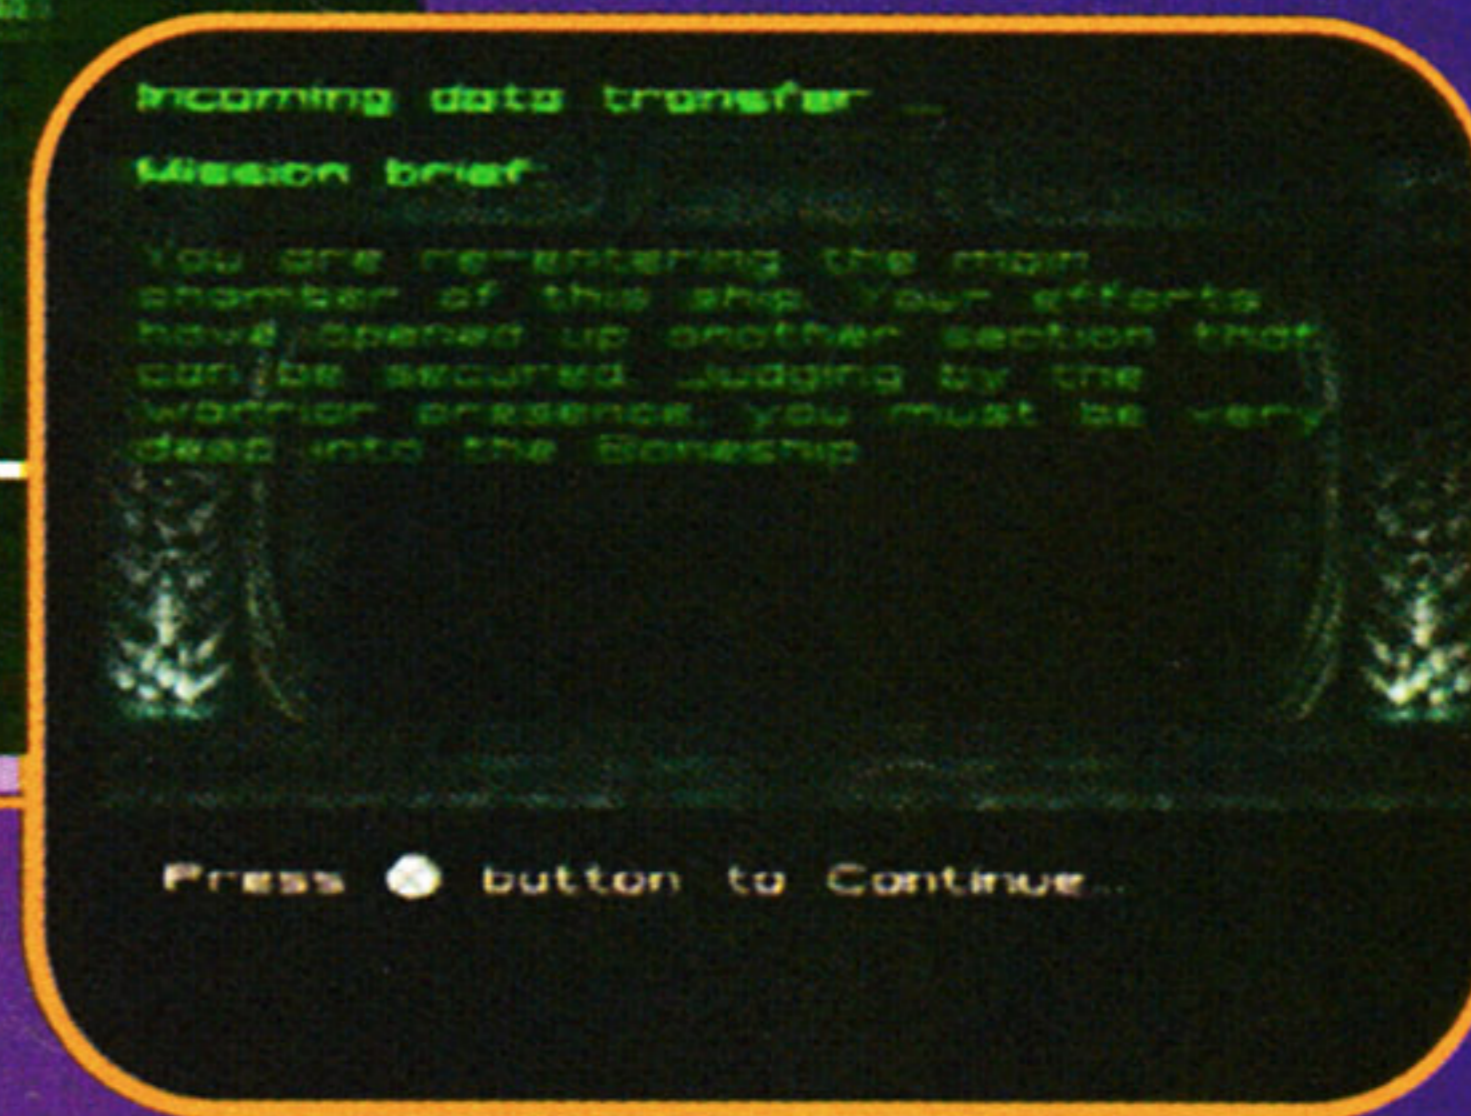 Incoming data transfer _
Mission brief
You are re-entering the main
chamber of this ship. Your efforts
have opened up another section that
can be secured. Judging by the
Warrior presence, you must be very
deep into the Boneship
Press ⓧ button to Continue...